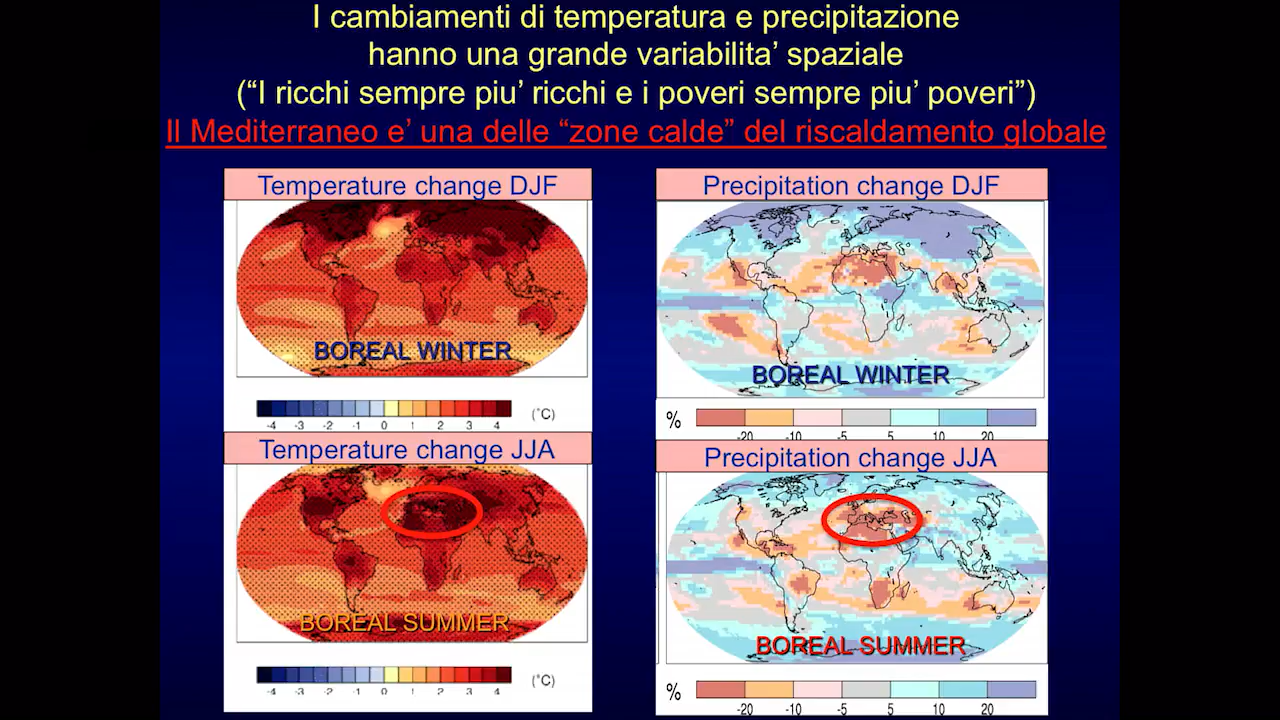 I cambiamenti di temperatura e precipitazione
hanno una grande variabilita’ spaziale
(“I ricchi sempre piu’ ricchi e i poveri sempre piu’ poveri”)
Il Mediterraneo e’ una delle “zone calde” del riscaldamento globale
Temperature change DJF
BOREAL WINTER
-4 -3 -2 -1 0 1 2 3 4 (°C)
Precipitation change DJF
BOREAL WINTER
% -20 -10 -5 5 10 20
Temperature change JJA
BOREAL SUMMER
-4 -3 -2 -1 0 1 2 3 4 (°C)
Precipitation change JJA
BOREAL SUMMER
% -20 -10 -5 5 10 20